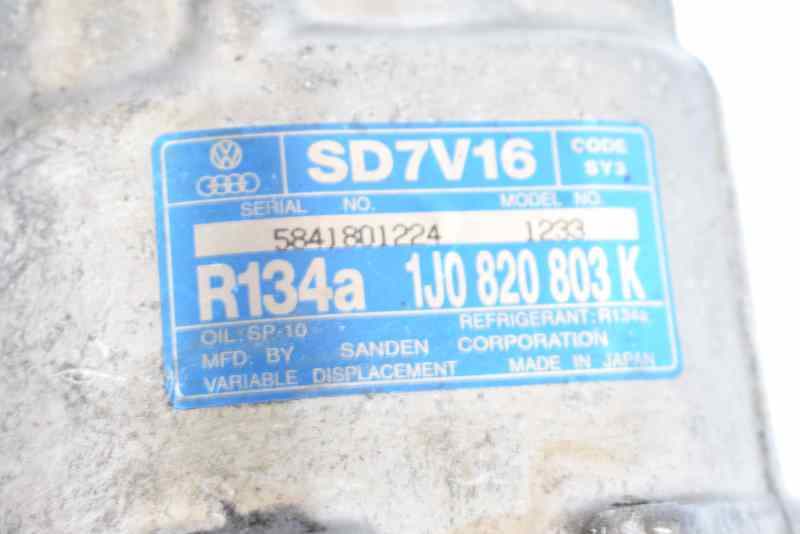 SD7V16
CODE
SY3
SERIAL NO. MODEL NO.
5841801224 1233
R134a 1J0 820 803 K
OIL: SP-10 REFRIGERANT: R134a
MFD. BY SANDEN CORPORATION
VARIABLE DISPLACEMENT MADE IN JAPAN